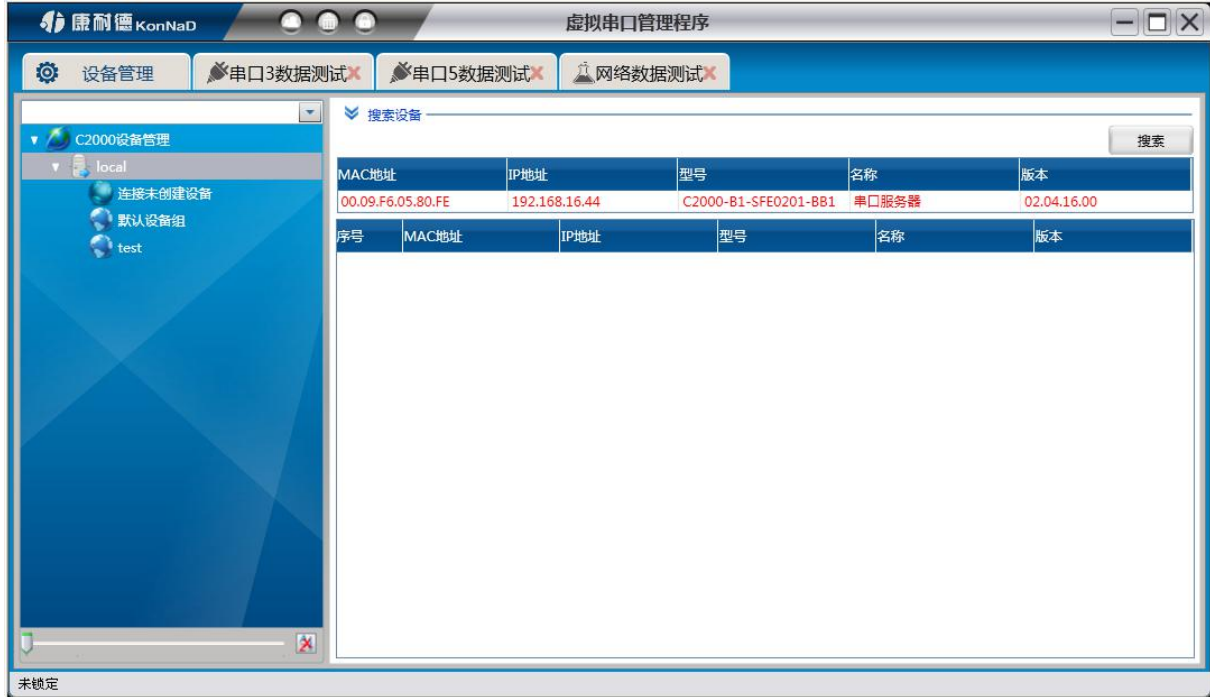 康耐德 KonNaD 虚拟串口管理程序
设备管理 串口3数据测试 串口5数据测试 网络数据测试
搜索设备
C2000设备管理
搜索
local
MAC地址 IP地址 型号 名称 版本
连接未创建设备
00.09.F6.05.80.FE 192.168.16.44 C2000-B1-SFE0201-BB1 串口服务器 02.04.16.00
默认设备组
序号 MAC地址 IP地址 型号 名称 版本
test
未锁定